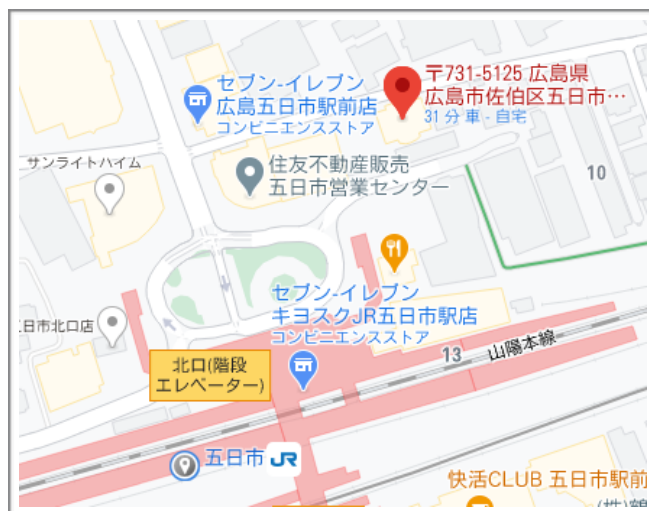 セブン-イレブン
広島五日市駅前店
コンビニエンスストア
〒731-5125 広島県
広島市佐伯区五日市…
31 分 車 - 自宅
サンライトハイム
住友不動産販売
五日市営業センター
10
セブン-イレブン
キヨスクJR五日市駅店
コンビニエンスストア
日市北口店
北口(階段
エレベーター)
13
山陽本線
五日市 JR
快活CLUB 五日市駅前